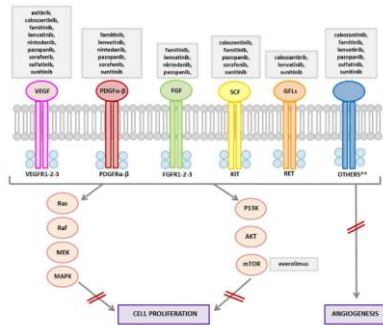 axitinib,
cabozantinib,
famitinib,
lenvatinib,
nintedanib,
pazopanib,
sorafenib,
sulfatinib,
sunitinib
famitinib,
lenvatinib,
nintedanib,
pazopanib,
sorafenib,
sunitinib
famitinib,
lenvatinib,
nintedanib,
pazopanib,
cabozantinib,
famitinib,
pazopanib,
sorafenib,
sunitinib
cabozantinib,
lenvatinib,
sunitinib
cabozantinib,
famitinib,
lenvatinib,
pazopanib,
sulfatinib,
sunitinib
VEGF
PDGFα-β
FGF
SCF
GFLs
VEGFR1-2-3
PDGFRα-β
FGFR1-2-3
KIT
RET
OTHERS**
Ras
Raf
MEK
MAPK
P13K
AKT
mTOR
everolimus
CELL PROLIFERATION
ANGIOGENESIS